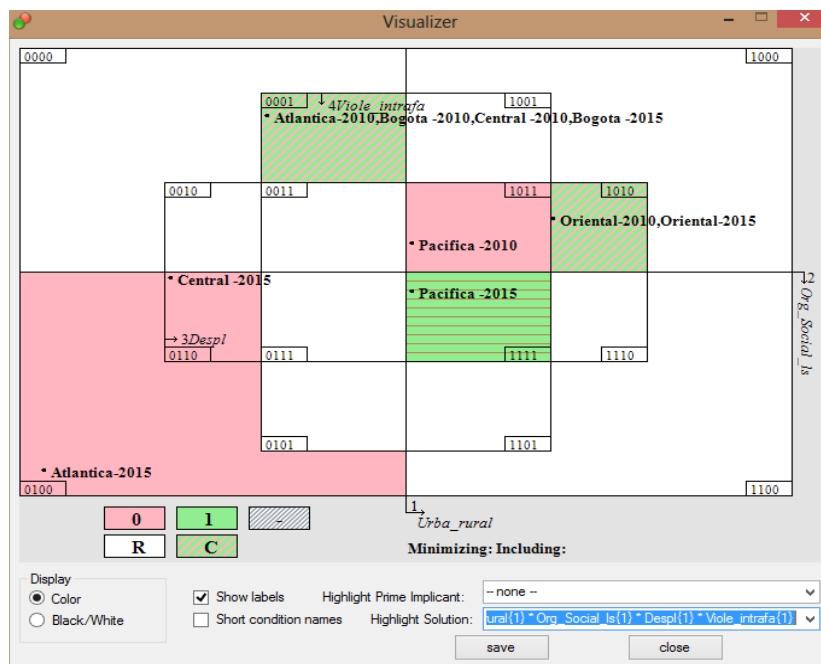 Visualizer
0000
1000
0001
4Viole_intrafa
1001
Atlantica-2010,Bogota -2010,Central -2010,Bogota -2015
0010
0011
1011
1010
Oriental-2010,Oriental-2015
Pacifica -2010
Central -2015
2
Org_Social_ls
Pacifica -2015
3Despl
0110
0111
1111
1110
0101
1101
Atlantica-2015
0100
1100
1
Urba_rural
0
1
-
R
C
Minimizing: Including:
Display
Color
Black/White
Show labels
Short condition names
Highlight Prime Implicant:
-- none --
Highlight Solution:
ural{1} * Org_Social_ls{1} * Despl{1} * Viole_intrafa{1}
save
close